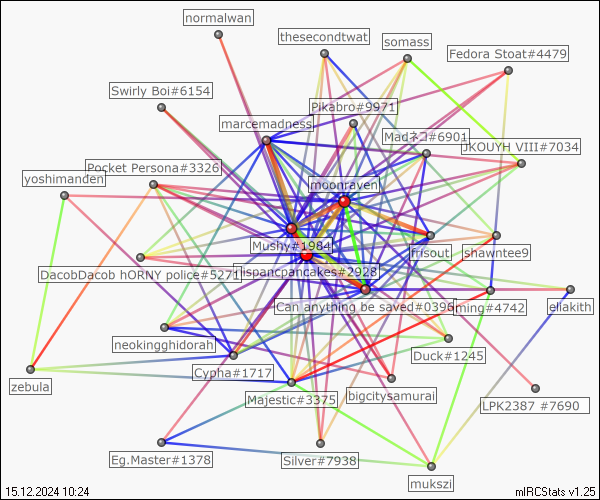 normalwan
thesecondtwat
somass
Fedora Stoat#4479
Swirly Boi#6154
Pikabro#9971
marcemadness
Madネコ#6901
JKOUYH VIII#7034
Pocket Persona#3326
yoshimanden
moonraven
Mushy#1984
frisout
shawntee9
DacobDacob hORNY police#5271
Hispancpancakes#2928
Can anything be saved#0396
ming#4742
ellakith
neokingghidorah
Duck#1245
Cypha#1717
zebula
Majestic#3375
bigcitysamurai
LPK2387 #7690
Eg.Master#1378
Silver#7938
mukszi
15.12.2024 10:24
mIRCStats v1.25